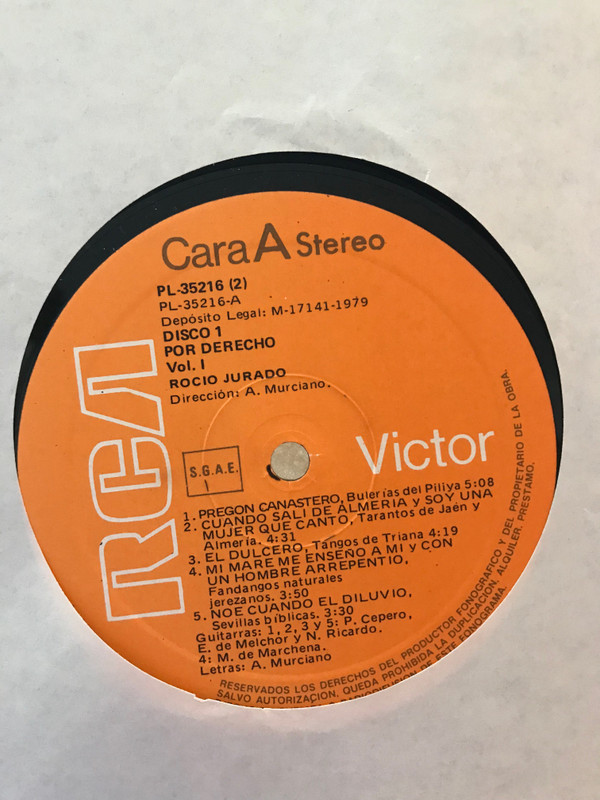 Cara A Stereo
PL-35216 (2)
PL-35216-A
Depósito Legal: M-17141-1979
DISCO 1
POR DERECHO
Vol. I
ROCIO JURADO
Dirección: A. Murciano.
RCA
Victor
S.G.A.E.
1
1. PREGON CANASTERO, Bulerías del Piliya 5:08
2. CUANDO SALI DE ALMERIA y SOY UNA
MUJER QUE CANTO, Tarantos de Jaén y
Almería. 4:31
3. EL DULCERO, Tangos de Triana 4:19
4. MI MARE ME ENSEÑO A MI y CON
UN HOMBRE ARREPENTIO,
Fandangos naturales
jerezanos. 3:50
5. NOE CUANDO EL DILUVIO,
Sevillas bíblicas. 3:30
Guitarras: 1, 2, 3 y 5: P. Cepero,
E. de Melchor y N. Ricardo.
4: M. de Marchena.
Letras: A. Murciano
RESERVADOS LOS DERECHOS DEL PRODUCTOR FONOGRAFICO Y DEL PROPIETARIO DE LA OBRA.
SALVO AUTORIZACION, QUEDA PROHIBIDA LA DUPLICACION, ALQUILER, PRESTAMO,
RADIODIFUSION DE ESTE FONOGRAMA.